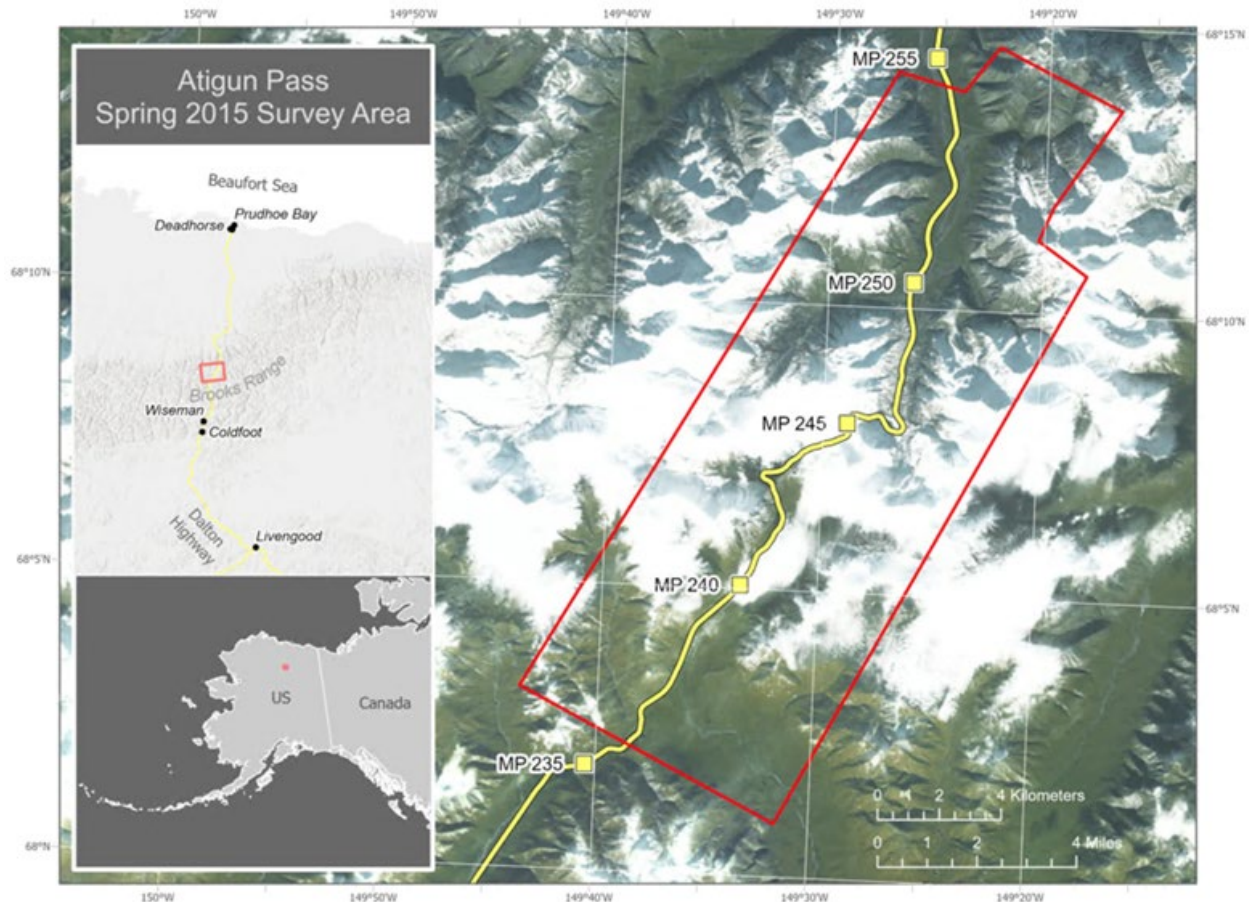 150°W
149°50'W
149°40'W
149°30'W
149°20'W
68°15'N
Atigun Pass
Spring 2015 Survey Area
MP 255
Beaufort Sea
Prudhoe Bay
Deadhorse
68°10'N
MP 250
68°10'N
Brooks Range
Wiseman
Coldfoot
MP 245
Dalton
Highway
Livengood
68°5'N
MP 240
68°5'N
US
Canada
MP 235
0 1 2 4 Kilometers
0 1 2 4 Miles
68°N
150°W
149°50'W
149°40'W
149°30'W
149°20'W